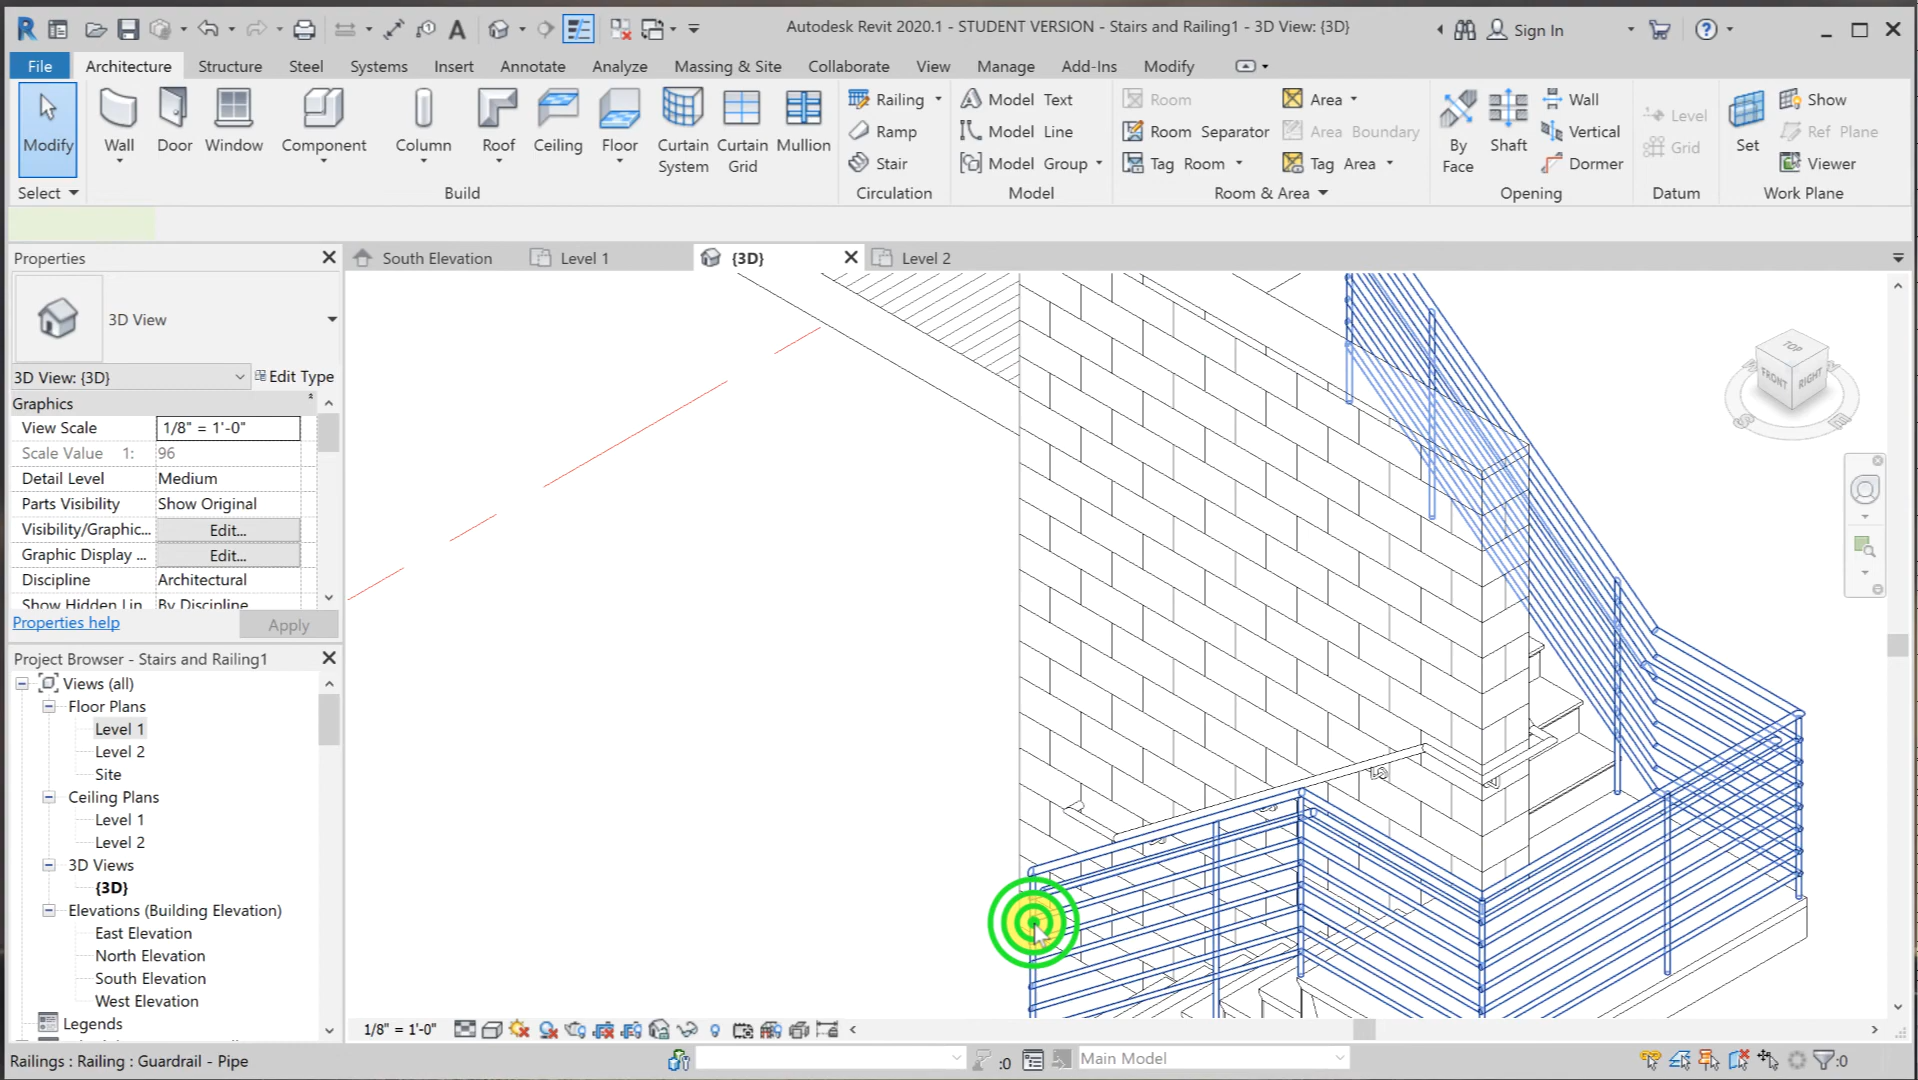 Autodesk Revit 2020.1 - STUDENT VERSION - Stairs and Railing1 - 3D View: {3D}
Sign In
File Architecture Structure Steel Systems Insert Annotate Analyze Massing & Site Collaborate View Manage Add-Ins Modify
Modify
Wall
Door
Window
Component
Column
Roof
Ceiling
Floor
Curtain System
Curtain Grid
Mullion
Railing
Ramp
Stair
Model Text
Model Line
Model Group
Room
Room Separator
Tag Room
Area
Area Boundary
Tag Area
By Face
Shaft
Wall
Vertical
Dormer
Level
Grid
Set
Show
Ref Plane
Viewer
Select
Build
Circulation
Model
Room & Area
Opening
Datum
Work Plane
Properties
South Elevation
Level 1
{3D}
Level 2
3D View
3D View: {3D}
Edit Type
Graphics
View Scale 1/8" = 1'-0"
Scale Value 1: 96
Detail Level Medium
Parts Visibility Show Original
Visibility/Graphic... Edit...
Graphic Display ... Edit...
Discipline Architectural
Show Hidden Lin By Discipline
Properties help
Apply
Project Browser - Stairs and Railing1
Views (all)
Floor Plans
Level 1
Level 2
Site
Ceiling Plans
Level 1
Level 2
3D Views
{3D}
Elevations (Building Elevation)
East Elevation
North Elevation
South Elevation
West Elevation
Legends
TOP
FRONT
RIGHT
S
E
1/8" = 1'-0"
Railings : Railing : Guardrail - Pipe
:0
Main Model
:0